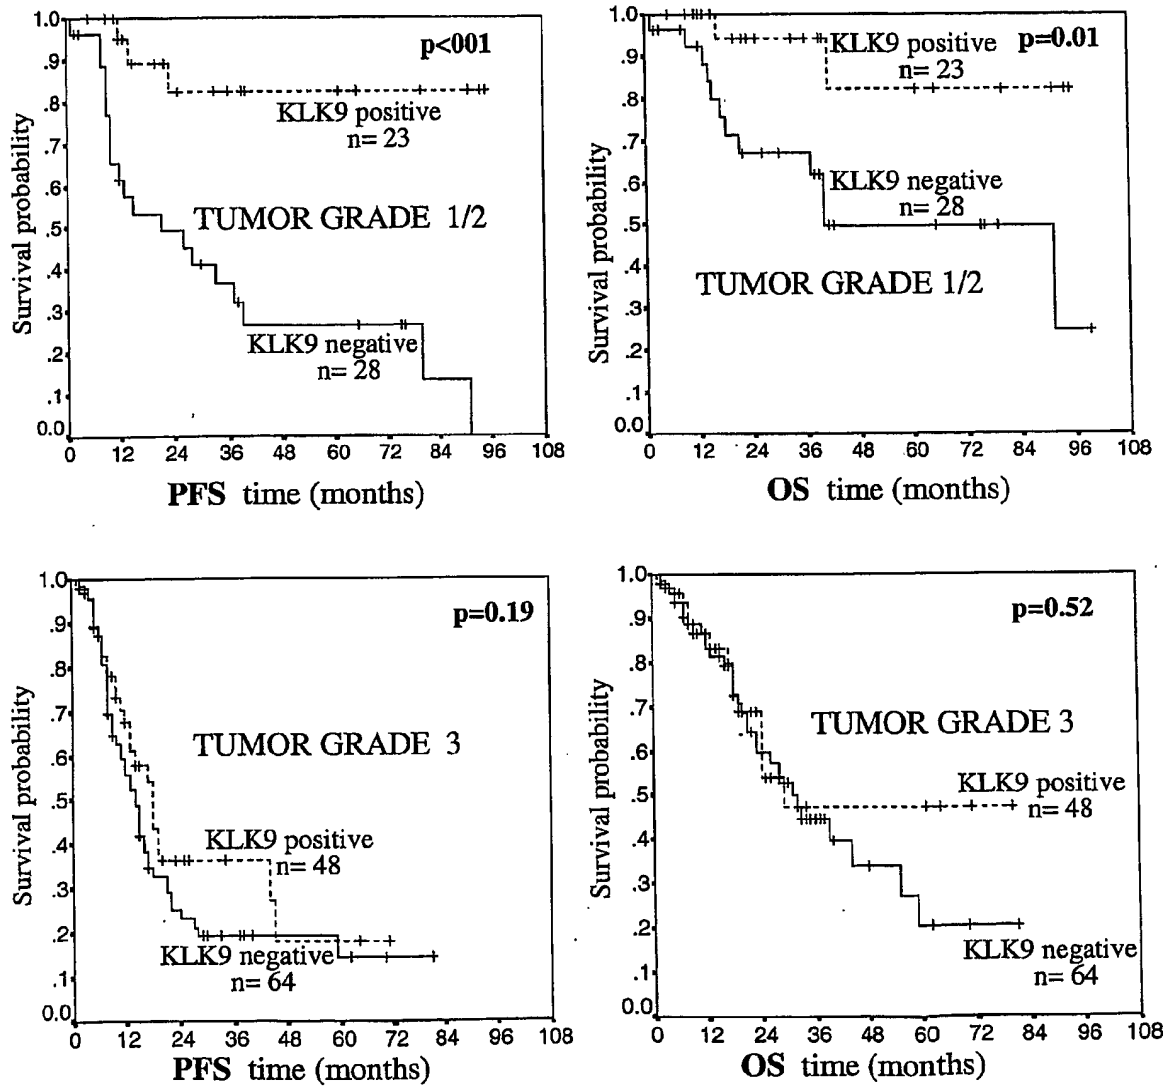 1.0
.9
.8
.7
.6
.5
.4
.3
.2
.1
0.0
Survival probability
p<001
KLK9 positive
n= 23
TUMOR GRADE 1/2
KLK9 negative
n= 28
0 12 24 36 48 60 72 84 96 108
PFS time (months)
1.0
.9
.8
.7
.6
.5
.4
.3
.2
.1
0.0
Survival probability
KLK9 positive
n= 23
p=0.01
KLK9 negative
n= 28
TUMOR GRADE 1/2
0 12 24 36 48 60 72 84 96 108
OS time (months)
1.0
.9
.8
.7
.6
.5
.4
.3
.2
.1
0.0
Survival probability
p=0.19
TUMOR GRADE 3
KLK9 positive
n= 48
KLK9 negative
n= 64
0 12 24 36 48 60 72 84 96 108
PFS time (months)
1.0
.9
.8
.7
.6
.5
.4
.3
.2
.1
0.0
Survival probability
p=0.52
TUMOR GRADE 3
KLK9 positive
n= 48
KLK9 negative
n= 64
0 12 24 36 48 60 72 84 96 108
OS time (months)